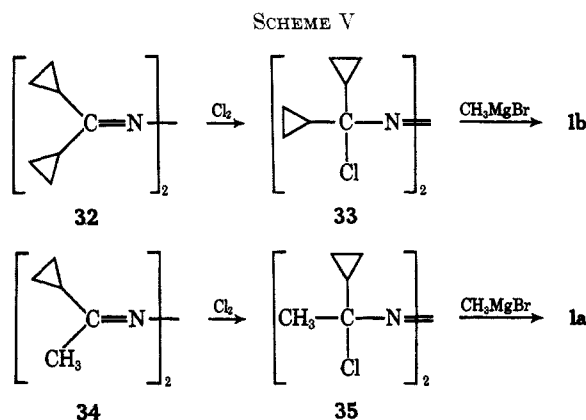 SCHEME V
C=N— 2 Cl2 C—N= Cl 2 CH3MgBr 1b
32 33
C=N— CH3 2 Cl2 CH3—C—N= Cl 2 CH3MgBr 1a
34 35